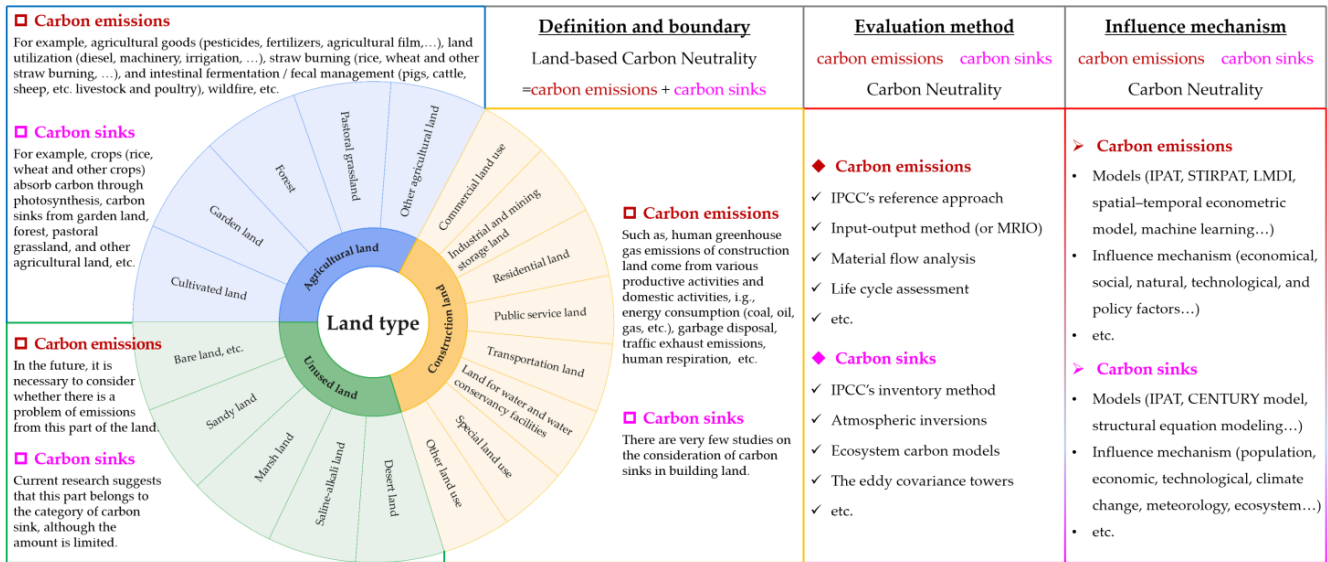 Carbon emissions
For example, agricultural goods (pesticides, fertilizers, agricultural film,…), land
utilization (diesel, machinery, irrigation, …), straw burning (rice, wheat and other
straw burning, …), and intestinal fermentation / fecal management (pigs, cattle,
sheep, etc. livestock and poultry), wildfire, etc.
Carbon sinks
For example, crops (rice,
wheat and other crops)
absorb carbon through
photosynthesis, carbon
sinks from garden land,
forest, pastoral
grassland, and other
agricultural land, etc.
Carbon emissions
In the future, it is
necessary to consider
whether there is a
problem of emissions
from this part of the land.
Carbon sinks
Current research suggests
that this part belongs to
the category of carbon
sink, although the
amount is limited.
Land type
Agricultural land
Cultivated land
Garden land
Forest
Pastoral grassland
Other agricultural land
Construction land
Commercial land use
Industrial and mining
storage land
Residential land
Public service land
Transportation land
Land for water and water
conservancy facilities
Special land use
Other land use
Unused land
Desert land
Saline-alkali land
Marsh land
Sandy land
Bare land, etc.
Definition and boundary
Land-based Carbon Neutrality
=carbon emissions + carbon sinks
Carbon emissions
Such as, human greenhouse
gas emissions of construction
land come from various
productive activities and
domestic activities, i.g.,
energy consumption (coal, oil,
gas, etc.), garbage disposal,
traffic exhaust emissions,
human respiration, etc.
Carbon sinks
There are very few studies on
the consideration of carbon
sinks in building land.
Evaluation method
carbon emissions carbon sinks
Carbon Neutrality
◆ Carbon emissions
✓ IPCC's reference approach
✓ Input-output method (or MRIO)
✓ Material flow analysis
✓ Life cycle assessment
✓ etc.
◆ Carbon sinks
✓ IPCC's inventory method
✓ Atmospheric inversions
✓ Ecosystem carbon models
✓ The eddy covariance towers
✓ etc.
Influence mechanism
carbon emissions carbon sinks
Carbon Neutrality
➢ Carbon emissions
• Models (IPAT, STIRPAT, LMDI,
spatial–temporal econometric
model, machine learning…)
• Influence mechanism (economical,
social, natural, technological, and
policy factors…)
• etc.
➢ Carbon sinks
• Models (IPAT, CENTURY model,
structural equation modeling…)
• Influence mechanism (population,
economic, technological, climate
change, meteorology, ecosystem…)
• etc.